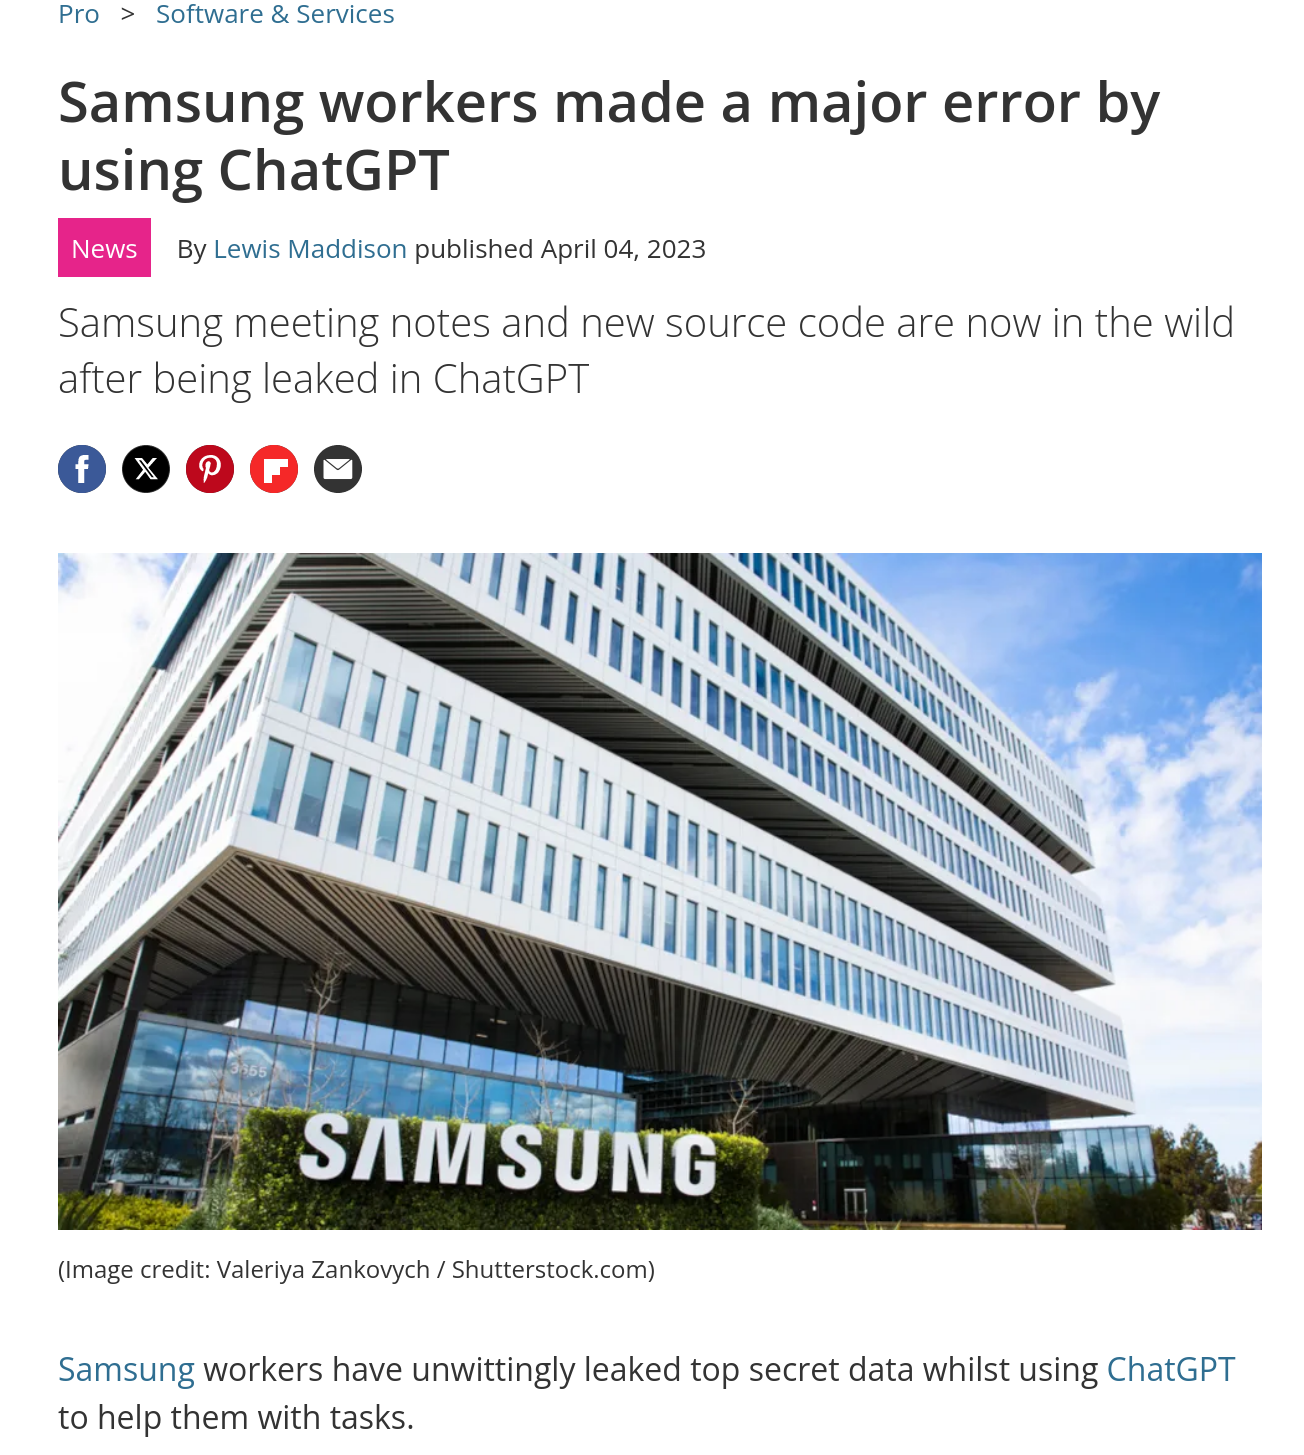 Pro > Software & Services
Samsung workers made a major error by
using ChatGPT
News By Lewis Maddison published April 04, 2023
Samsung meeting notes and new source code are now in the wild
after being leaked in ChatGPT
3655
SAMSUNG
(Image credit: Valeriya Zankovych / Shutterstock.com)
Samsung workers have unwittingly leaked top secret data whilst using ChatGPT
to help them with tasks.